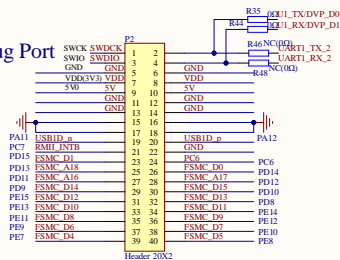 R35 0Ω U1_TX/DVP_D0
R44 U1_RX/DVP_D1
ug Port
P2
SWCK SWDCK 1 2 R46 NC(0Ω) UART1_TX_2
SWIO SWDIO 3 4 UART1_RX_2
R48 NC(0Ω)
GND GND 5 6 GND
VDD(3V3) VDD 7 8 VDD
5V0 5V 9 10 5V
GND 11 12 GND
GND 13 14 GND
15 16
17 18
PA11 USB1D_n 19 20 USB1D_p PA12
PC7 RMII_INTB 21 22 GND
PD15 FSMC_D1 23 24 PC6 PC6
PD13 FSMC_A18 25 26 FSMC_D0 PD14
PD11 FSMC_A16 27 28 FSMC_A17 PD12
PD9 FSMC_D14 29 30 FSMC_D15 PD10
PE15 FSMC_D12 31 32 FSMC_D13 PD8
PE13 FSMC_D10 33 34 FSMC_D11 PE14
PE11 FSMC_D8 35 36 FSMC_D9 PE12
PE9 FSMC_D6 37 38 FSMC_D7 PE10
PE7 FSMC_D4 39 40 FSMC_D5 PE8
Header 20X2